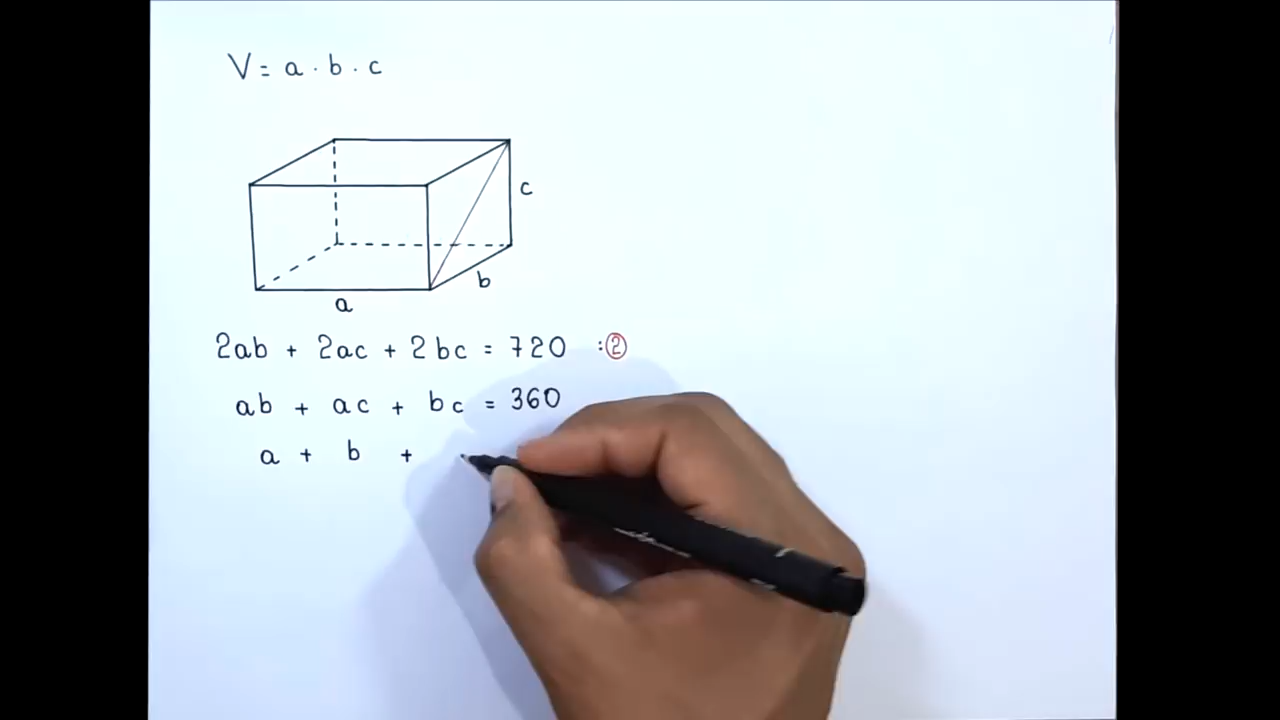 V = a · b · c
c
b
a
2ab + 2ac + 2bc = 720 :②
ab + ac + bc = 360
a + b +